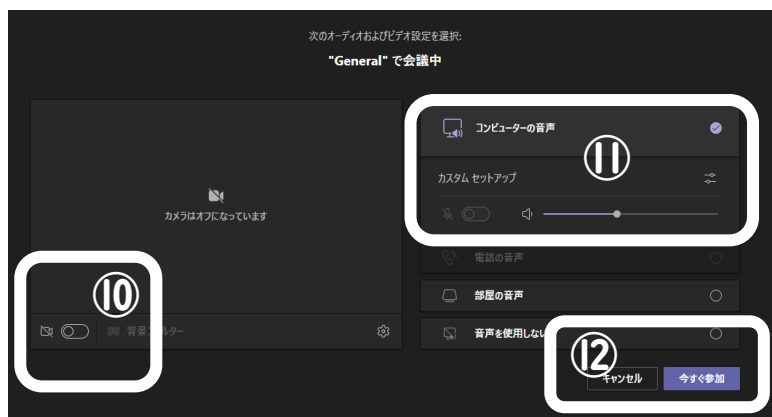 次のオーディオおよびビデオ設定を選択:
"General" で会議中
コンピューターの音声
⑪
カスタム セットアップ
カメラはオフになっています
電話の音声
⑩
部屋の音声
背景フィルター
音声を使用しない
⑫
キャンセル
今すぐ参加